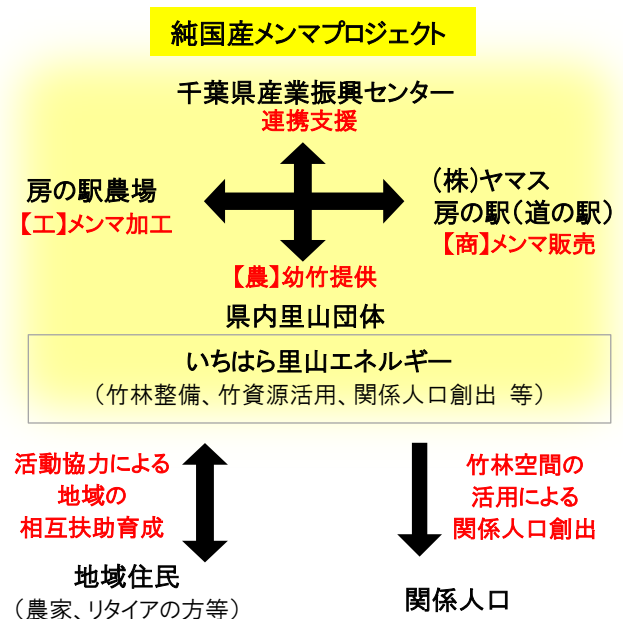 純国産メンマプロジェクト
千葉県産業振興センター
連携支援
房の駅農場
【工】メンマ加工
(株)ヤマス
房の駅(道の駅)
【商】メンマ販売
【農】幼竹提供
県内里山団体
いちはら里山エネルギー
(竹林整備、竹資源活用、関係人口創出 等)
活動協力による
地域の
相互扶助育成
竹林空間の
活用による
関係人口創出
地域住民
(農家、リタイアの方等)
関係人口